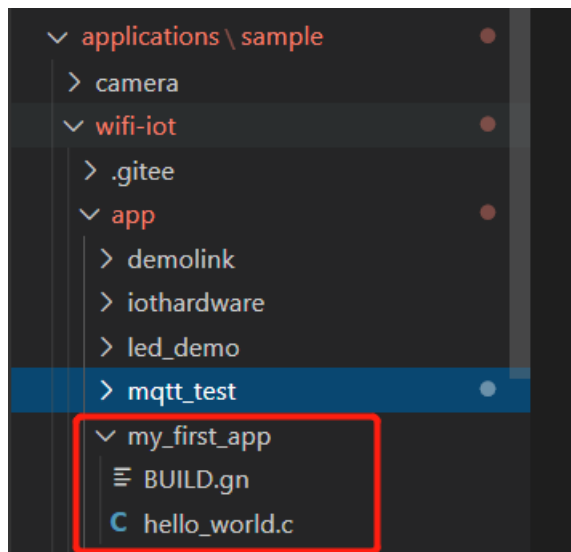 applications \ sample
camera
wifi-iot
.gitee
app
demolink
iothardware
led_demo
mqtt_test
my_first_app
BUILD.gn
C hello_world.c